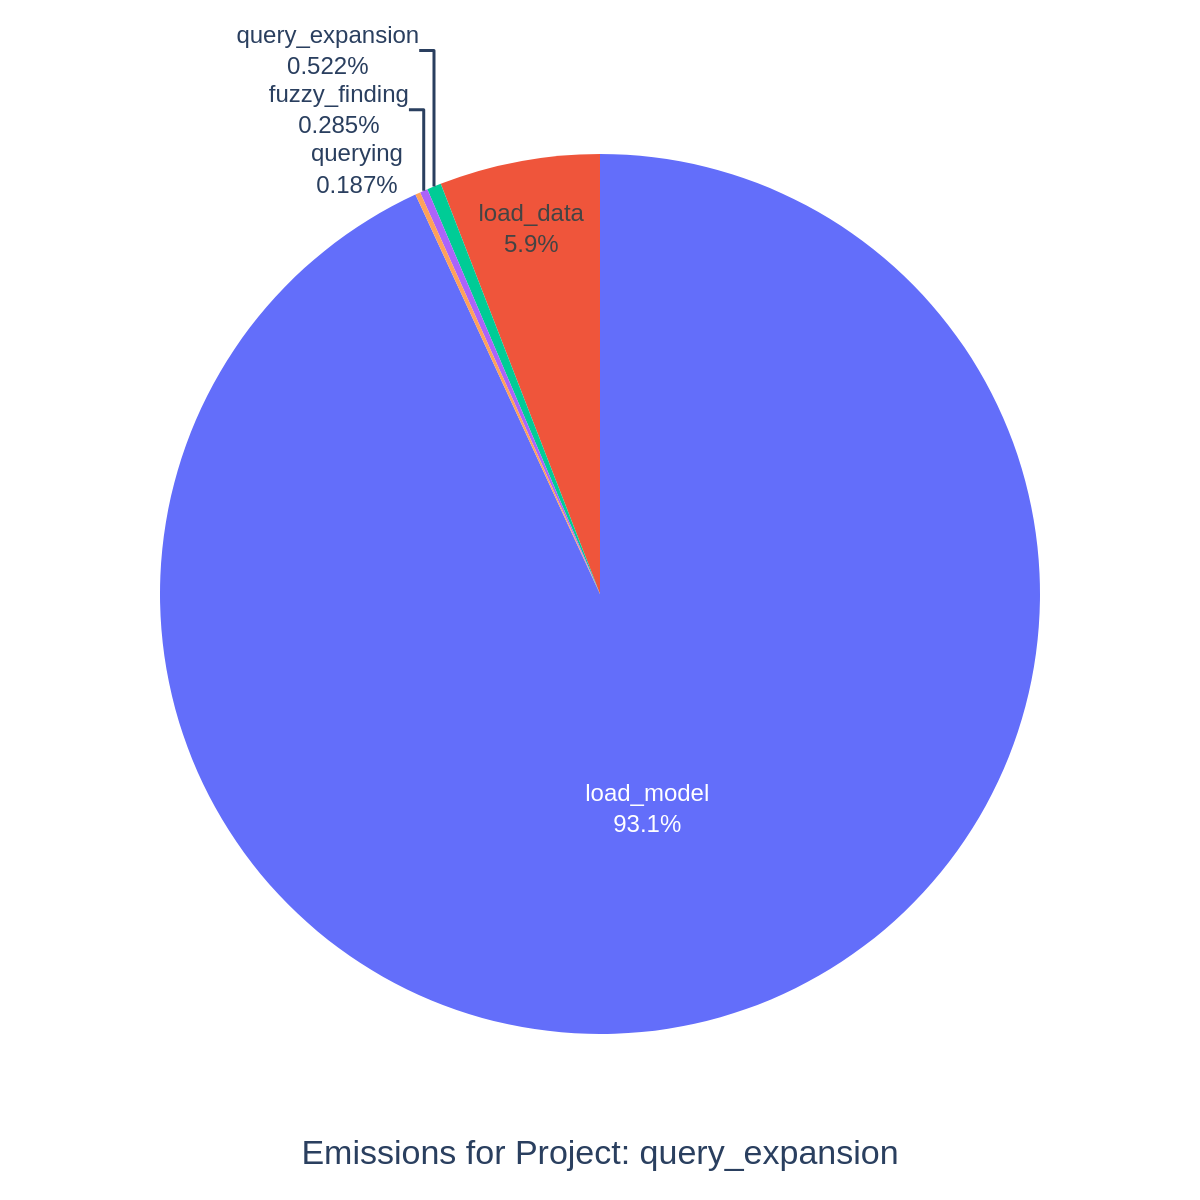 query_expansion
0.522%
fuzzy_finding
0.285%
querying
0.187%
load_data
5.9%
load_model
93.1%
Emissions for Project: query_expansion